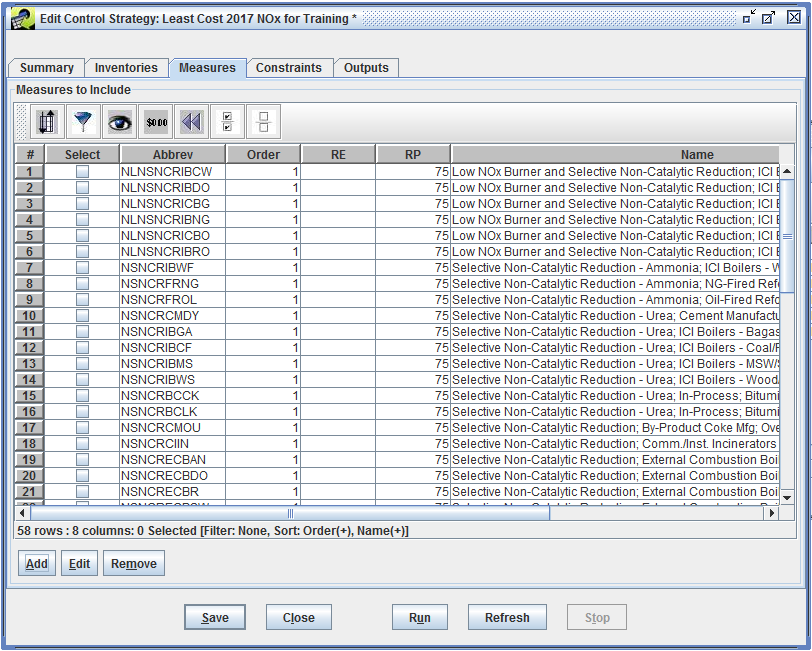 Edit Control Strategy: Least Cost 2017 NOx for Training *
Summary Inventories Measures Constraints Outputs
Measures to Include
$0.00
# Select Abbrev Order RE RP Name
1 NLNSNCRIBCW 1 75 Low NOx Burner and Selective Non-Catalytic Reduction; ICI B
2 NLNSNCRIBDO 1 75 Low NOx Burner and Selective Non-Catalytic Reduction; ICI B
3 NLNSNCRICBG 1 75 Low NOx Burner and Selective Non-Catalytic Reduction; ICI B
4 NLNSNCRIBNG 1 75 Low NOx Burner and Selective Non-Catalytic Reduction; ICI B
5 NLNSNCRICBO 1 75 Low NOx Burner and Selective Non-Catalytic Reduction; ICI B
6 NLNSNCRIBRO 1 75 Low NOx Burner and Selective Non-Catalytic Reduction; ICI B
7 NSNCRIBWF 1 75 Selective Non-Catalytic Reduction - Ammonia; ICI Boilers - W
8 NSNCRFRNG 1 75 Selective Non-Catalytic Reduction - Ammonia; NG-Fired Refo
9 NSNCRFROL 1 75 Selective Non-Catalytic Reduction - Ammonia; Oil-Fired Refo
10 NSNCRCMDY 1 75 Selective Non-Catalytic Reduction - Urea; Cement Manufactu
11 NSNCRIBGA 1 75 Selective Non-Catalytic Reduction - Urea; ICI Boilers - Bagas
12 NSNCRIBCF 1 75 Selective Non-Catalytic Reduction - Urea; ICI Boilers - Coal/F
13 NSNCRIBMS 1 75 Selective Non-Catalytic Reduction - Urea; ICI Boilers - MSW/S
14 NSNCRIBWS 1 75 Selective Non-Catalytic Reduction - Urea; ICI Boilers - Wood/
15 NSNCRBCCK 1 75 Selective Non-Catalytic Reduction - Urea; In-Process; Bitumi
16 NSNCRBCLK 1 75 Selective Non-Catalytic Reduction - Urea; In-Process; Bitumi
17 NSNCRCMOU 1 75 Selective Non-Catalytic Reduction; By-Product Coke Mfg; Ove
18 NSNCRCIIN 1 75 Selective Non-Catalytic Reduction; Comm./Inst. Incinerators
19 NSNCRECBAN 1 75 Selective Non-Catalytic Reduction; External Combustion Boi
20 NSNCRECBDO 1 75 Selective Non-Catalytic Reduction; External Combustion Boi
21 NSNCRECBR 1 75 Selective Non-Catalytic Reduction; External Combustion Boi
58 rows : 8 columns: 0 Selected [Filter: None, Sort: Order(+), Name(+)]
Add Edit Remove
Save Close Run Refresh Stop